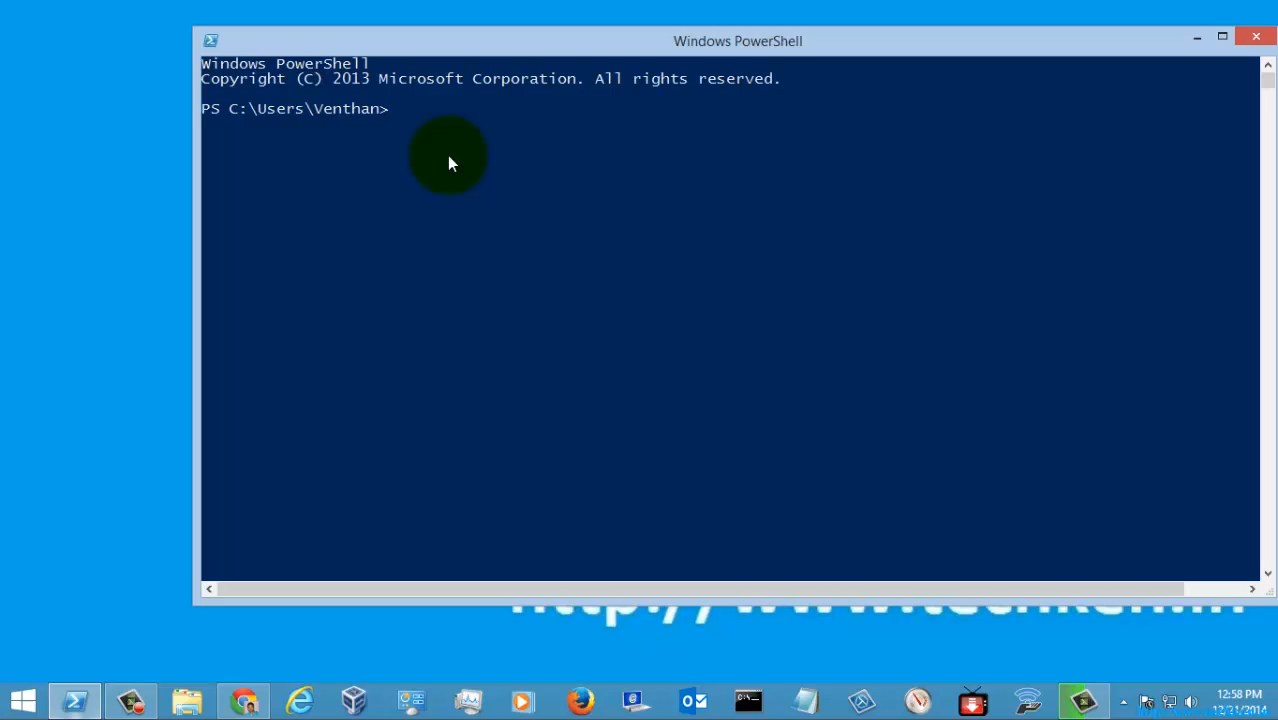 Windows PowerShell
Windows PowerShell
Copyright (C) 2013 Microsoft Corporation. All rights reserved.
PS C:\Users\Venthan>
12:58 PM
12/31/2014